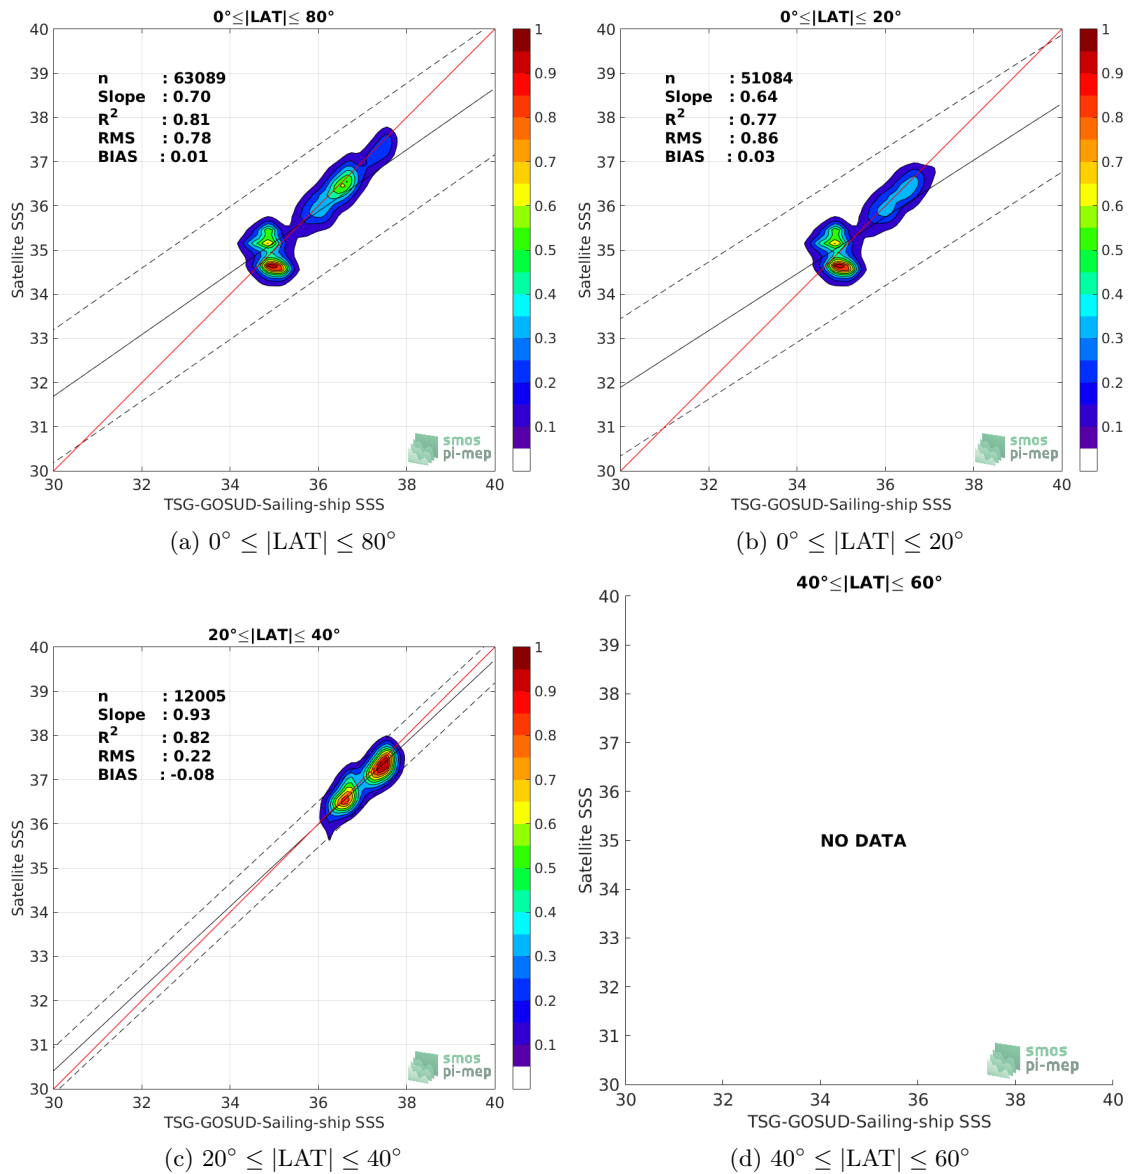 0°≤|LAT|≤ 80°
40
39
38
37
36
35
34
33
32
31
30
Satellite SSS
n : 63089
Slope : 0.70
R² : 0.81
RMS : 0.78
BIAS : 0.01
smos
pi-mep
30 32 34 36 38 40
TSG-GOSUD-Sailing-ship SSS
1
0.9
0.8
0.7
0.6
0.5
0.4
0.3
0.2
0.1
(a) 0° ≤ |LAT| ≤ 80°
0°≤|LAT|≤ 20°
40
39
38
37
36
35
34
33
32
31
30
Satellite SSS
n : 51084
Slope : 0.64
R² : 0.77
RMS : 0.86
BIAS : 0.03
smos
pi-mep
30 32 34 36 38 40
TSG-GOSUD-Sailing-ship SSS
1
0.9
0.8
0.7
0.6
0.5
0.4
0.3
0.2
0.1
(b) 0° ≤ |LAT| ≤ 20°
20°≤|LAT|≤ 40°
40
39
38
37
36
35
34
33
32
31
30
Satellite SSS
n : 12005
Slope : 0.93
R² : 0.82
RMS : 0.22
BIAS : -0.08
smos
pi-mep
30 32 34 36 38 40
TSG-GOSUD-Sailing-ship SSS
1
0.9
0.8
0.7
0.6
0.5
0.4
0.3
0.2
0.1
(c) 20° ≤ |LAT| ≤ 40°
40°≤|LAT|≤ 60°
40
39
38
37
36
35
34
33
32
31
30
Satellite SSS
NO DATA
smos
pi-mep
30 32 34 36 38 40
TSG-GOSUD-Sailing-ship SSS
(d) 40° ≤ |LAT| ≤ 60°